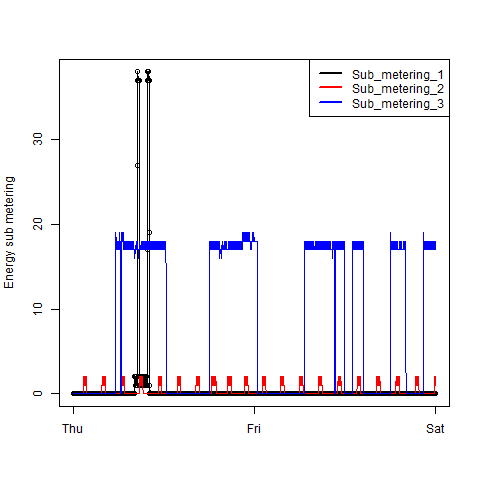 Sub_metering_1
Sub_metering_2
Sub_metering_3
Energy sub metering
30
20
10
0
Thu
Fri
Sat